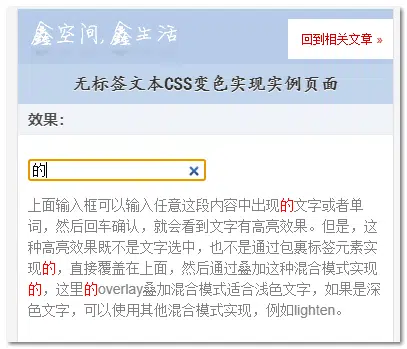 鑫空间,鑫生活
回到相关文章 »
无标签文本CSS变色实现实例页面
效果：
的
上面输入框可以输入任意这段内容中出现的文字或者单
词，然后回车确认，就会看到文字有高亮效果。但是，这
种高亮效果既不是文字选中，也不是通过包裹标签元素实
现的，直接覆盖在上面，然后通过叠加这种混合模式实现
的，这里的overlay叠加混合模式适合浅色文字，如果是深
色文字，可以使用其他混合模式实现，例如lighten。